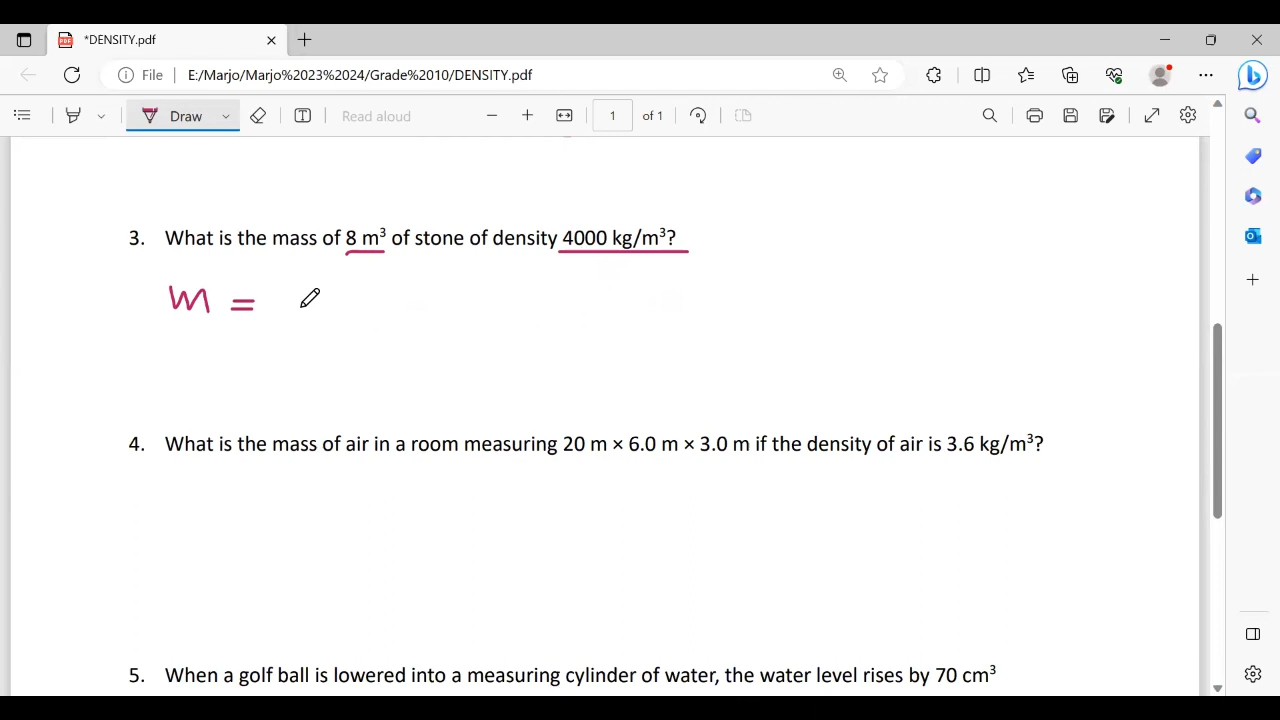 *DENSITY.pdf
File | E:/Marjo/Marjo%2023%2024/Grade%2010/DENSITY.pdf
Draw Read aloud 1 of 1
3. What is the mass of 8 m³ of stone of density 4000 kg/m³?
m =
4. What is the mass of air in a room measuring 20 m × 6.0 m × 3.0 m if the density of air is 3.6 kg/m³?
5. When a golf ball is lowered into a measuring cylinder of water, the water level rises by 70 cm³